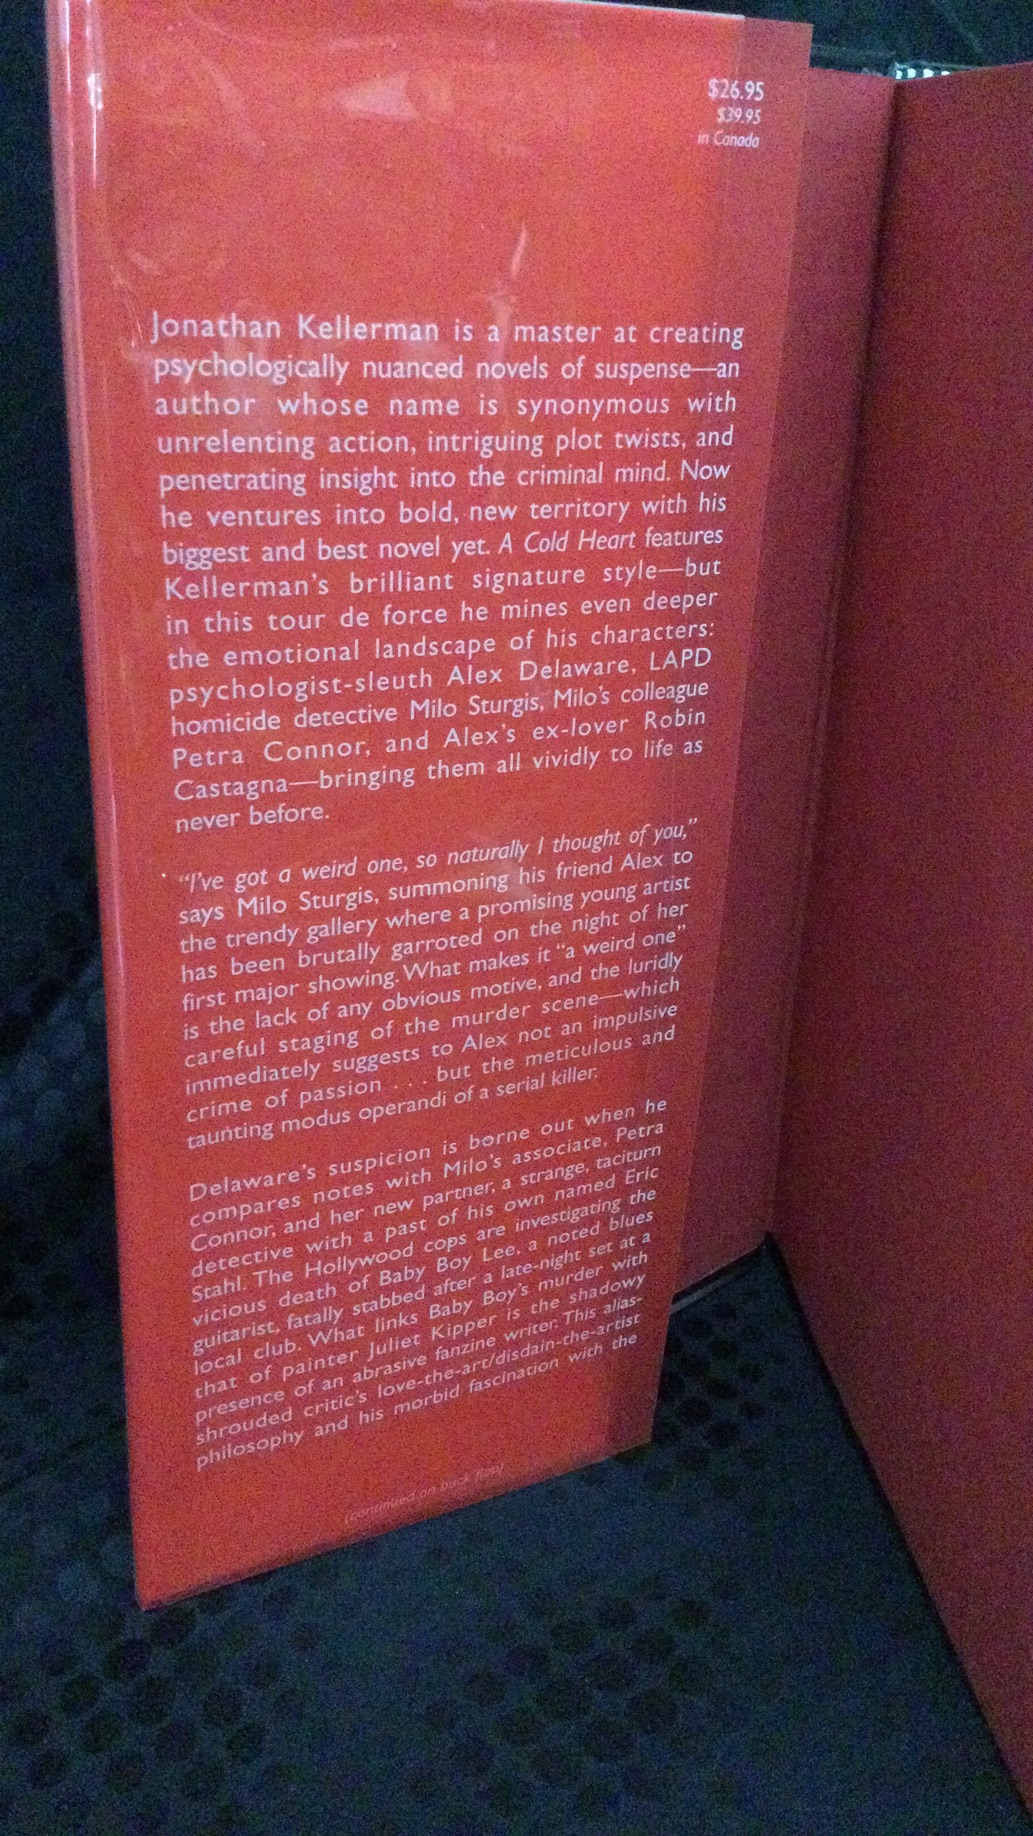 $26.95
$39.95
in Canada
Jonathan Kellerman is a master at creating
psychologically nuanced novels of suspense—an
author whose name is synonymous with
unrelenting action, intriguing plot twists, and
penetrating insight into the criminal mind. Now
he ventures into bold, new territory with his
biggest and best novel yet. A Cold Heart features
Kellerman's brilliant signature style—but
in this tour de force he mines even deeper
the emotional landscape of his characters:
psychologist-sleuth Alex Delaware, LAPD
homicide detective Milo Sturgis, Milo's colleague
Petra Connor, and Alex's ex-lover Robin
Castagna—bringing them all vividly to life as
never before.
"I've got a weird one, so naturally I thought of you,"
says Milo Sturgis, summoning his friend Alex to
the trendy gallery where a promising young artist
has been brutally garroted on the night of her
first major showing. What makes it "a weird one"
is the lack of any obvious motive, and the luridly
careful staging of the murder scene—which
immediately suggests to Alex not an impulsive
crime of passion . . . but the meticulous and
taunting modus operandi of a serial killer.
Delaware's suspicion is borne out when he
compares notes with Milo's associate, Petra
Connor, and her new partner, a strange, taciturn
detective with a past of his own named Eric
Stahl. The Hollywood cops are investigating the
vicious death of Baby Boy Lee, a noted blues
guitarist, fatally stabbed after a late-night set at a
local club. What links Baby Boy's murder with
that of painter Juliet Kipper is the shadowy
presence of an abrasive fanzine writer. This alias-
shrouded critic's love-the-art/disdain-the-artist
philosophy and his morbid fascination with the
(continued on back flap)